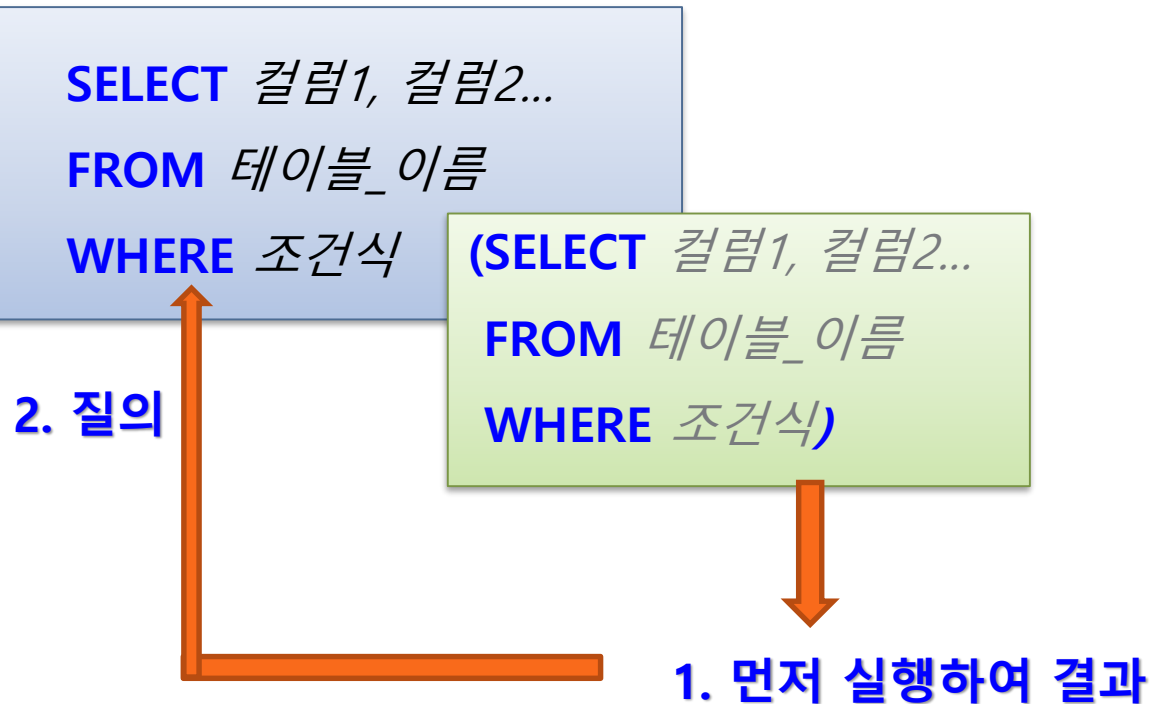 SELECT 컬럼1, 컬럼2...
FROM 테이블_이름
WHERE 조건식
(SELECT 컬럼1, 컬럼2...
FROM 테이블_이름
WHERE 조건식)
2. 질의
1. 먼저 실행하여 결과